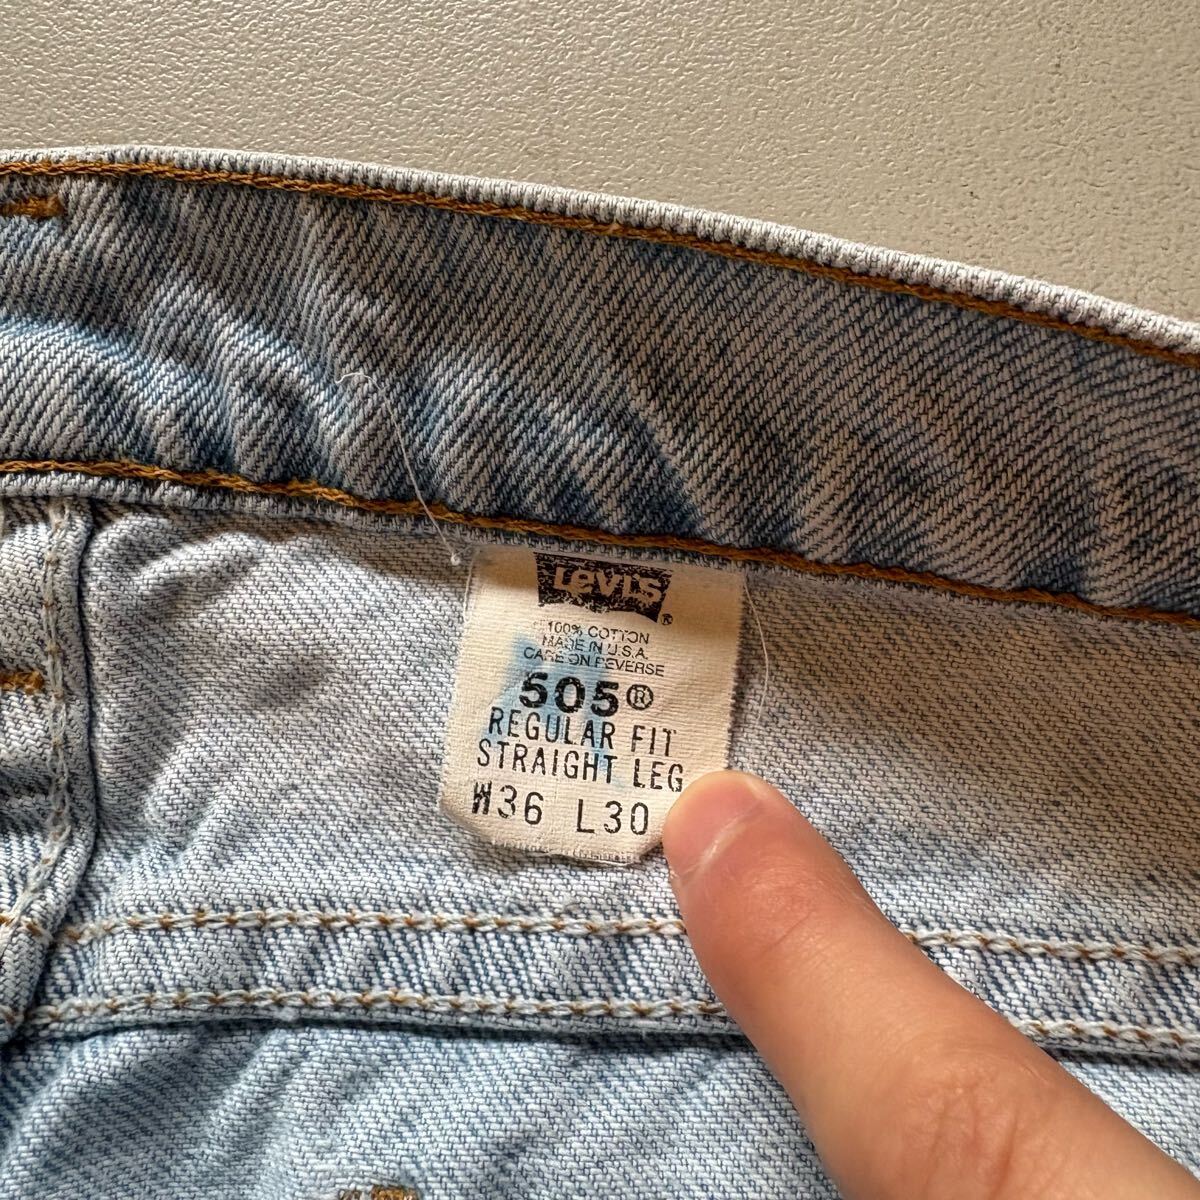 LEVI'S®
100% COTTON
MADE IN U.S.A.
CARE ON REVERSE
505®
REGULAR FIT
STRAIGHT LEG
W36 L30